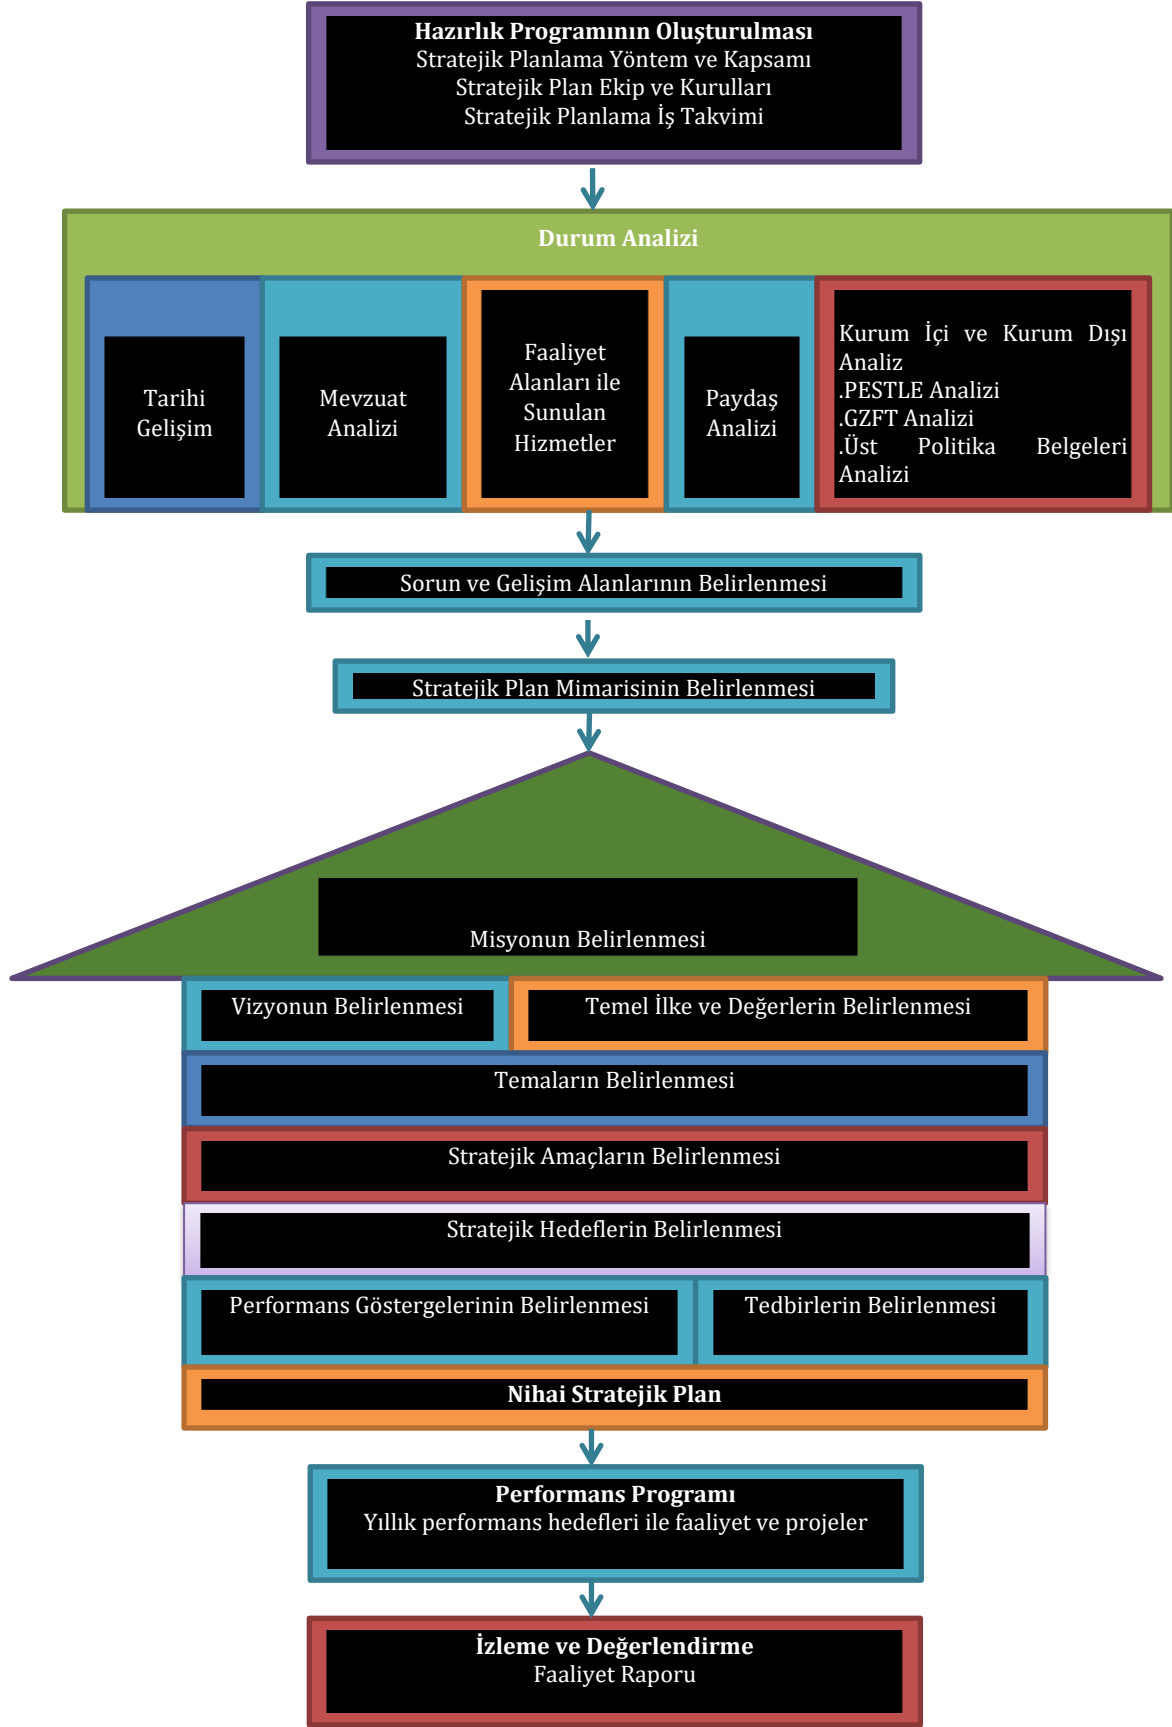 Hazırlık Programının Oluşturulması
Stratejik Planlama Yöntem ve Kapsamı
Stratejik Plan Ekip ve Kurulları
Stratejik Planlama İş Takvimi
Durum Analizi
Tarihi
Gelişim
Mevzuat
Analizi
Faaliyet
Alanları ile
Sunulan
Hizmetler
Paydaş
Analizi
Kurum İçi ve Kurum Dışı
Analiz
.PESTLE Analizi
.GZFT Analizi
.Üst Politika Belgeleri
Analizi
Sorun ve Gelişim Alanlarının Belirlenmesi
Stratejik Plan Mimarisinin Belirlenmesi
Misyonun Belirlenmesi
Vizyonun Belirlenmesi
Temel İlke ve Değerlerin Belirlenmesi
Temaların Belirlenmesi
Stratejik Amaçların Belirlenmesi
Stratejik Hedeflerin Belirlenmesi
Performans Göstergelerinin Belirlenmesi
Tedbirlerin Belirlenmesi
Nihai Stratejik Plan
Performans Programı
Yıllık performans hedefleri ile faaliyet ve projeler
İzleme ve Değerlendirme
Faaliyet Raporu